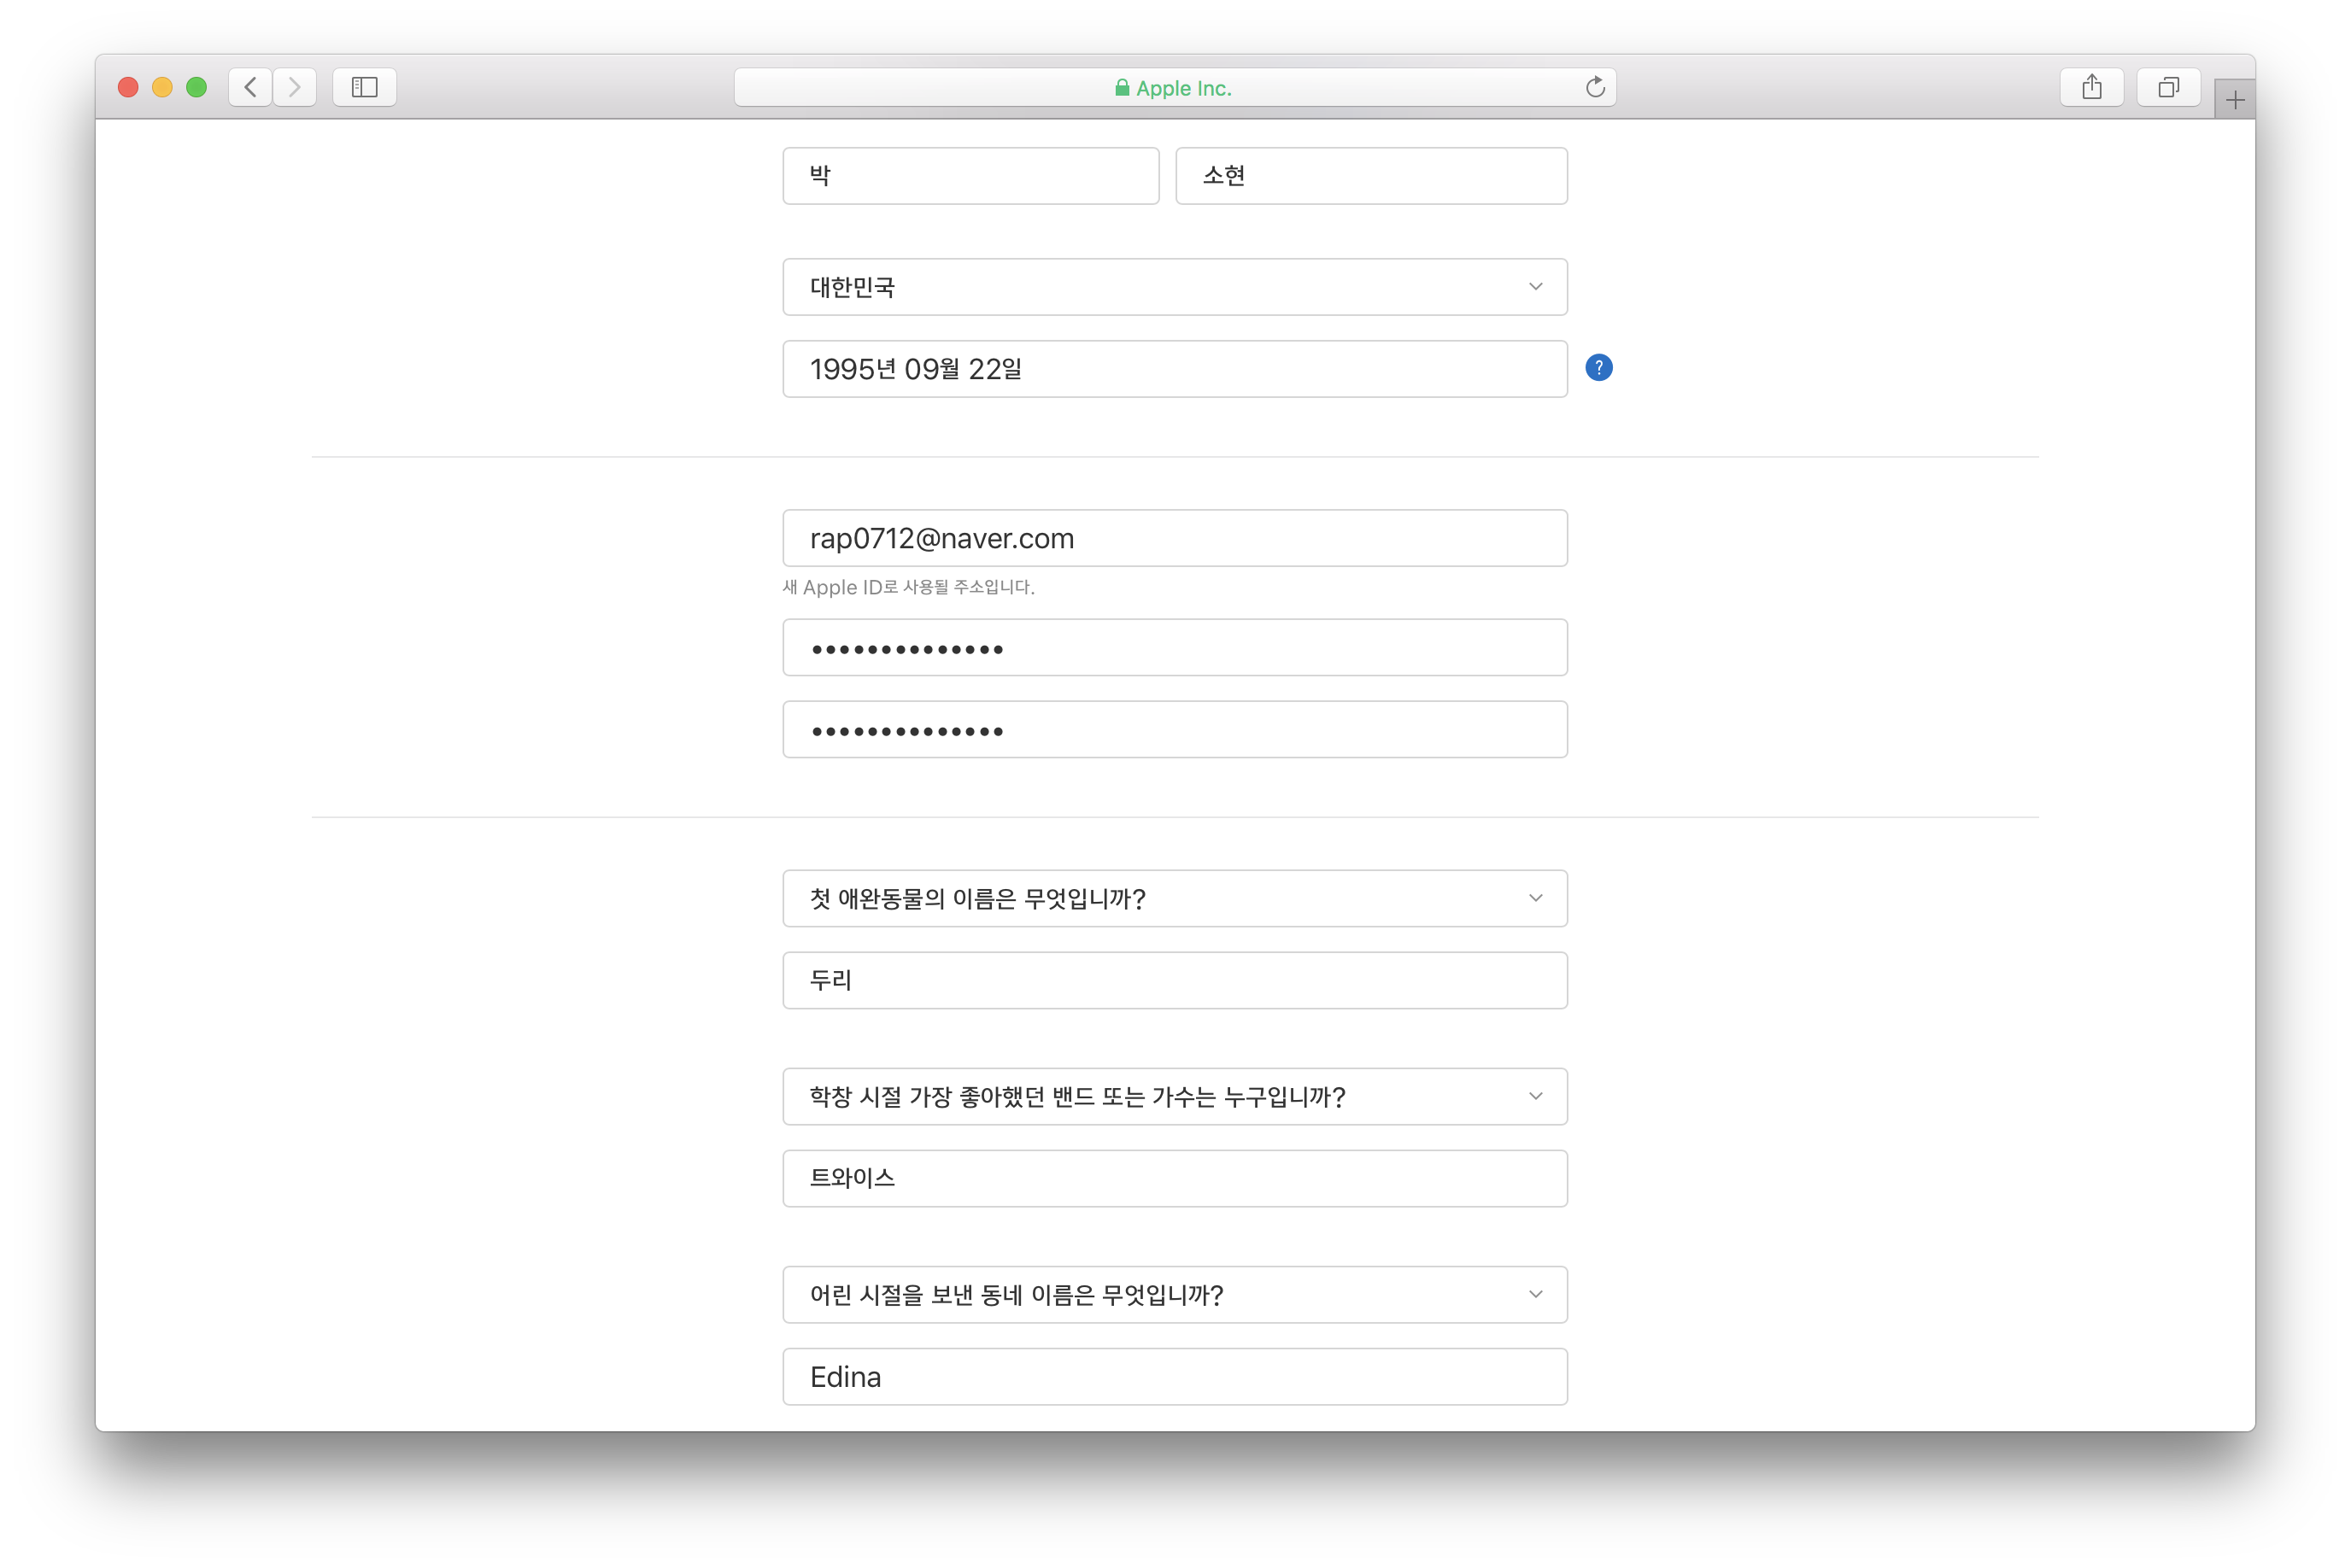 Apple Inc.
박 소현
대한민국
1995년 09월 22일
?
rap0712@naver.com
새 Apple ID로 사용될 주소입니다.
••••••••••••••
••••••••••••••
첫 애완동물의 이름은 무엇입니까?
두리
학창 시절 가장 좋아했던 밴드 또는 가수는 누구입니까?
트와이스
어린 시절을 보낸 동네 이름은 무엇입니까?
Edina